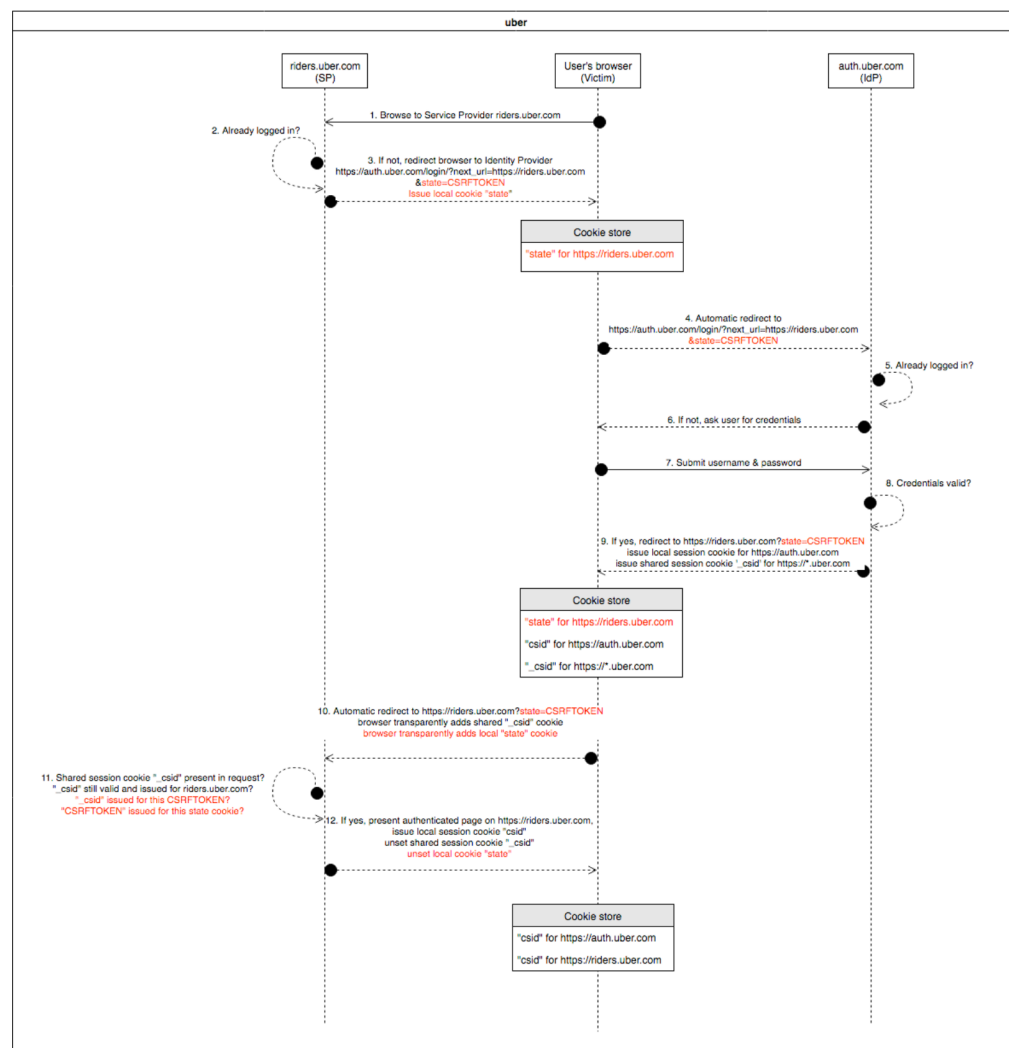 uber
riders.uber.com
(SP)
User's browser
(Victim)
auth.uber.com
(IdP)
1. Browse to Service Provider riders.uber.com
2. Already logged in?
3. If not, redirect browser to Identity Provider
https://auth.uber.com/login/?next_url=https://riders.uber.com
&state=CSRFTOKEN
Issue local cookie "state"
Cookie store
"state" for https://riders.uber.com
4. Automatic redirect to
https://auth.uber.com/login/?next_url=https://riders.uber.com
&state=CSRFTOKEN
5. Already logged in?
6. If not, ask user for credentials
7. Submit username & password
8. Credentials valid?
9. If yes, redirect to https://riders.uber.com?state=CSRFTOKEN
issue local session cookie for https://auth.uber.com
issue shared session cookie '_csid' for https://*.uber.com
Cookie store
"state" for https://riders.uber.com
"csid" for https://auth.uber.com
"_csid" for https://*.uber.com
10. Automatic redirect to https://riders.uber.com?state=CSRFTOKEN
browser transparently adds shared "_csid" cookie
browser transparently adds local "state" cookie
11. Shared session cookie "_csid" present in request?
"_csid" still valid and issued for riders.uber.com?
"_csid" issued for this CSRFTOKEN?
"CSRFTOKEN" issued for this state cookie?
12. If yes, present authenticated page on https://riders.uber.com,
issue local session cookie "csid"
unset shared session cookie "_csid"
unset local cookie "state"
Cookie store
"csid" for https://auth.uber.com
"csid" for https://riders.uber.com